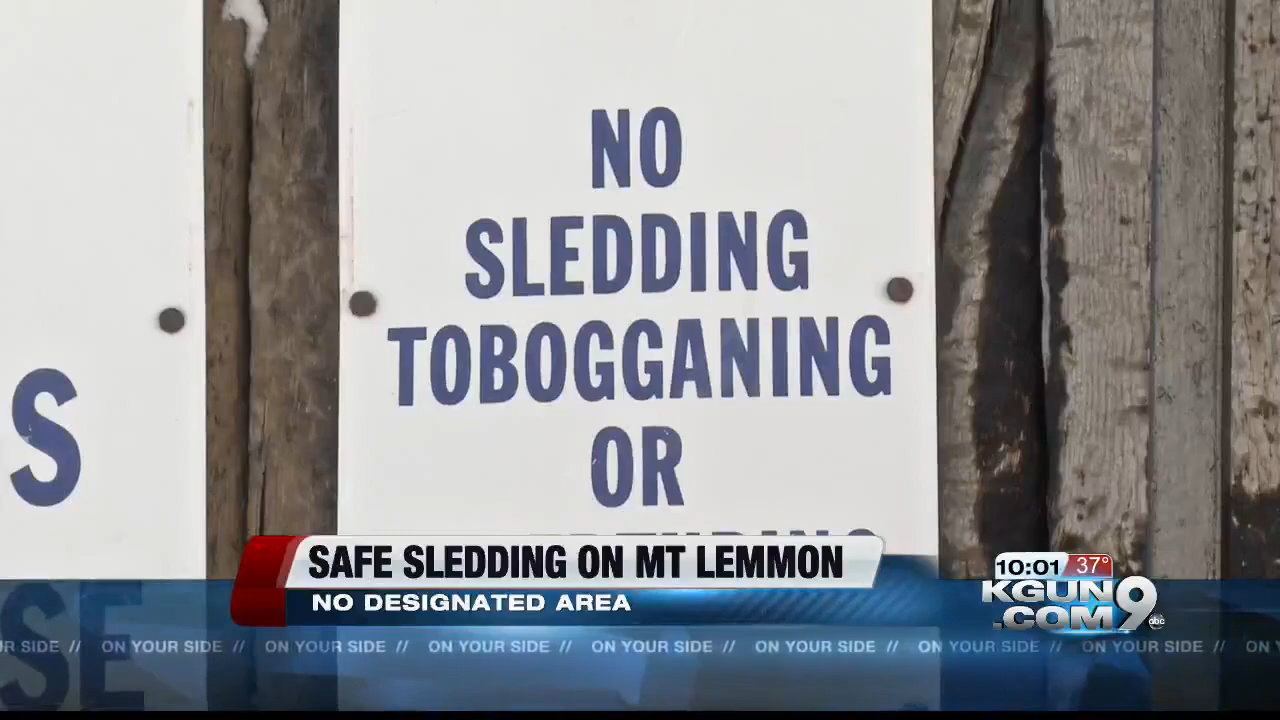 NO
SLEDDING
TOBOGGANING
OR
S
SE
SAFE SLEDDING ON MT LEMMON
NO DESIGNATED AREA
10:01 37°
KGUN9
.COM abc
R SIDE // ON YOUR SIDE // ON YOUR SIDE // ON YOUR SIDE // ON YOUR SIDE // ON YOUR SIDE // ON YOUR SIDE // ON YOUR SIDE // ON